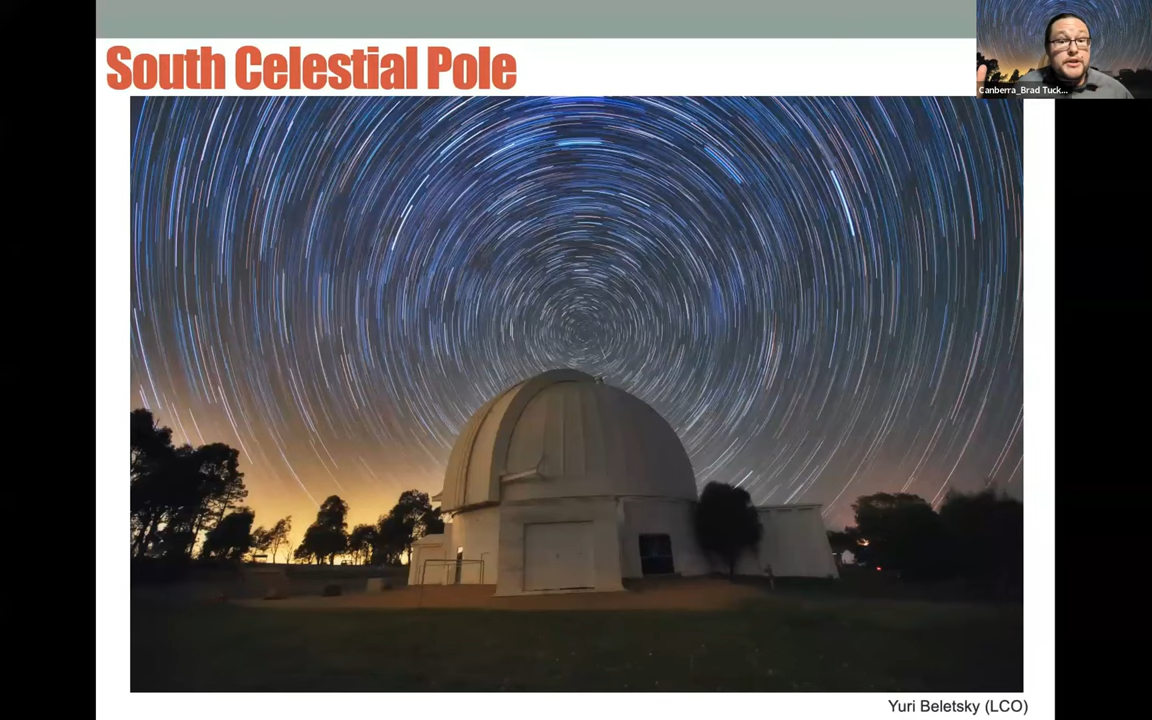 South Celestial Pole
Canberra_Brad Tuck...
Yuri Beletsky (LCO)